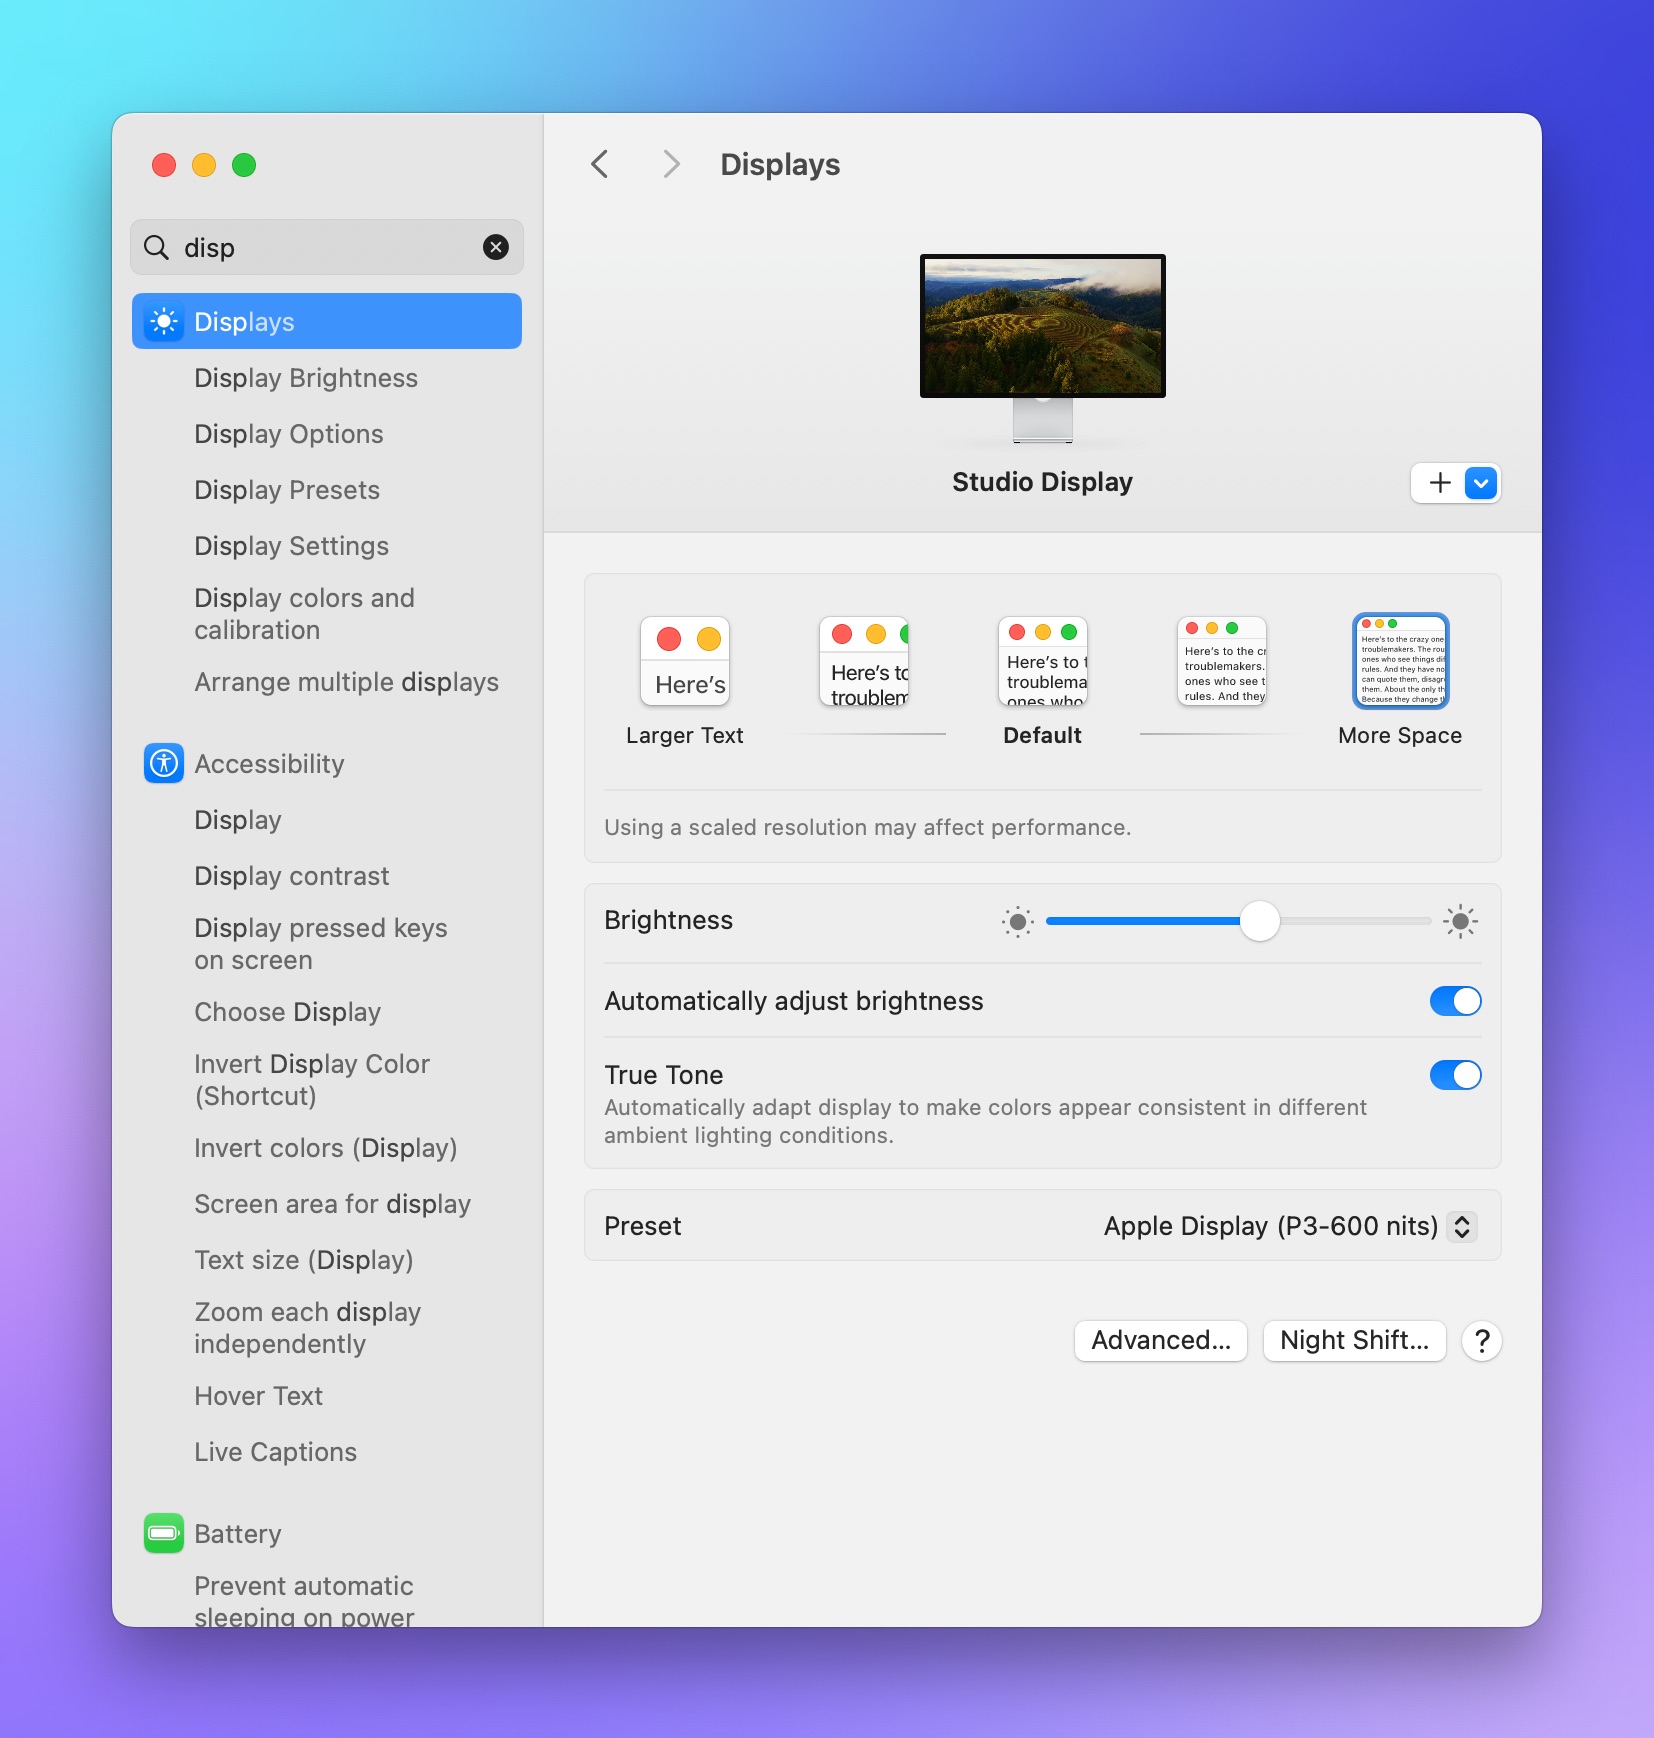 disp
Displays
Display Brightness
Display Options
Display Presets
Display Settings
Display colors and
calibration
Arrange multiple displays
Accessibility
Display
Display contrast
Display pressed keys
on screen
Choose Display
Invert Display Color
(Shortcut)
Invert colors (Display)
Screen area for display
Text size (Display)
Zoom each display
independently
Hover Text
Live Captions
Battery
Prevent automatic
sleeping on power
Displays
Studio Display
Here's
Larger Text
Here's to
troublem
Here's to t
troublema
ones who
Default
Here's to the cr
troublemakers.
ones who see t
rules. And they
Here's to the crazy one
troublemakers. The rou
ones who see things dif
rules. And they have no
can quote them, disagr
them. About the only th
Because they change t
More Space
Using a scaled resolution may affect performance.
Brightness
Automatically adjust brightness
True Tone
Automatically adapt display to make colors appear consistent in different
ambient lighting conditions.
Preset
Apple Display (P3-600 nits)
Advanced...
Night Shift...
?